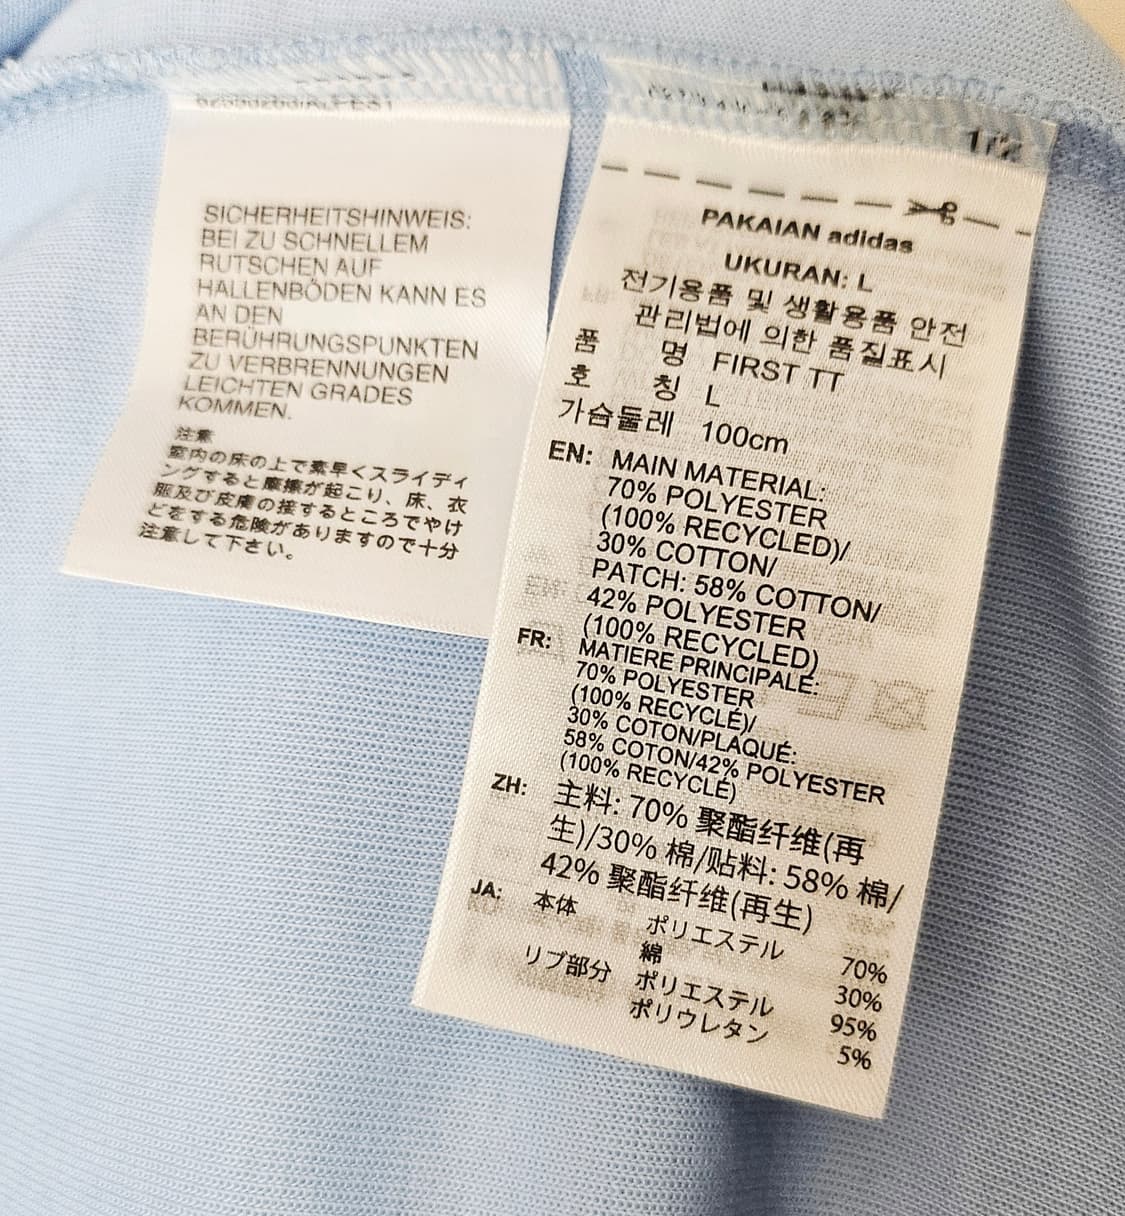 SICHERHEITSHINWEIS:
BEI ZU SCHNELLEM
RUTSCHEN AUF
HALLENBÖDEN KANN ES
AN DEN
BERÜHRUNGSPUNKTEN
ZU VERBRENNUNGEN
LEICHTEN GRADES
KOMMEN.
注意
室内の床の上で素早くスライディ
ングすると摩擦が起こり、床、衣
服及び皮膚の接するところでやけ
どをする危険がありますので十分
注意して下さい。
PAKAIAN adidas
UKURAN: L
전기용품 및 생활용품 안전
관리법에 의한 품질표시
품 명 FIRST TT
호 칭 L
가슴둘레 100cm
EN: MAIN MATERIAL:
70% POLYESTER
(100% RECYCLED)/
30% COTTON/
PATCH: 58% COTTON/
42% POLYESTER
(100% RECYCLED)
FR: MATIERE PRINCIPALE:
70% POLYESTER
(100% RECYCLÉ)/
30% COTON/PLAQUÉ:
58% COTON/42% POLYESTER
(100% RECYCLÉ)
ZH: 主料: 70% 聚酯纤维(再
生)/30% 棉/贴料: 58% 棉/
42% 聚酯纤维(再生)
JA: 本体 ポリエステル 70%
綿 30%
リブ部分 ポリエステル 95%
ポリウレタン 5%